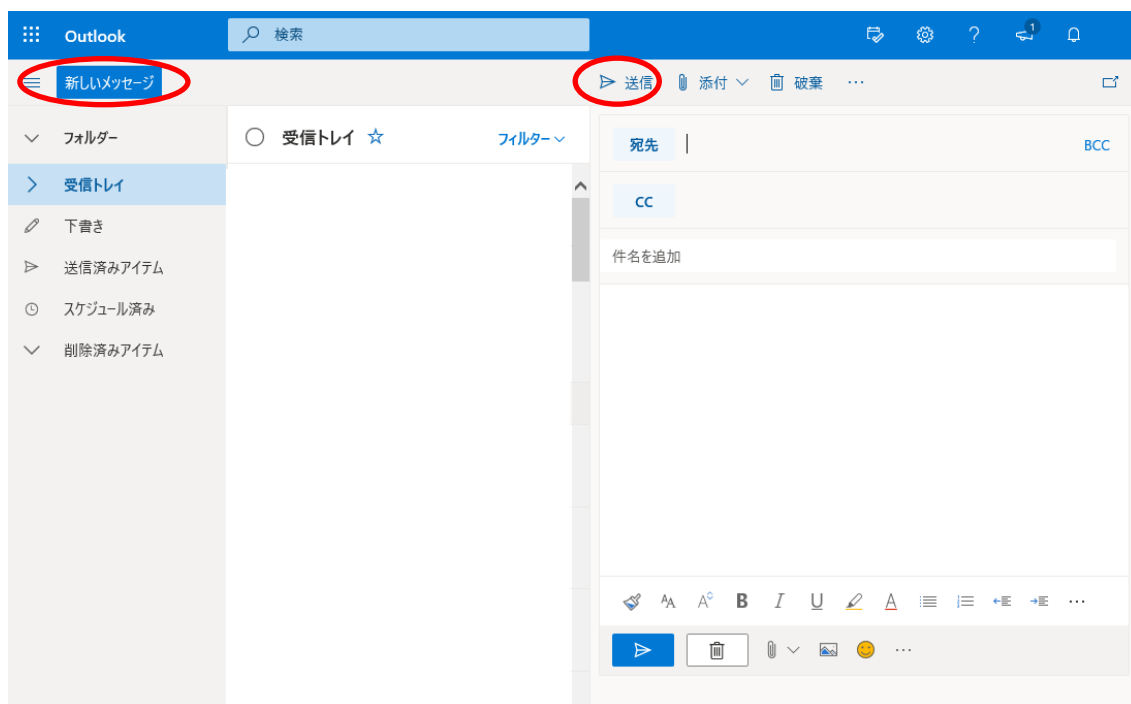 Outlook
検索
1
新しいメッセージ
送信
添付
破棄
フォルダー
受信トレイ
下書き
送信済みアイテム
スケジュール済み
削除済みアイテム
受信トレイ
フィルター
宛先
BCC
CC
件名を追加